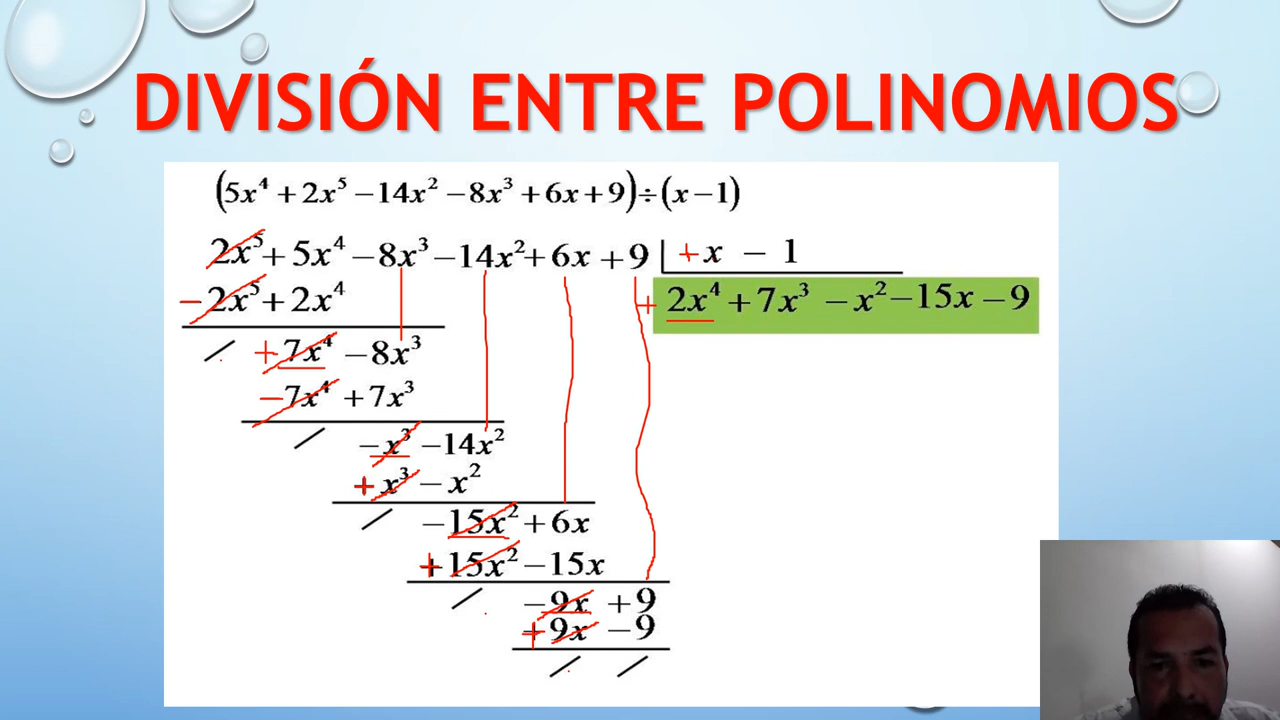 DIVISIÓN ENTRE POLINOMIOS
(5x⁴ + 2x⁵ − 14x² − 8x³ + 6x + 9) ÷ (x − 1)
2x⁵ + 5x⁴ − 8x³ − 14x² + 6x + 9 | + x − 1
− 2x⁵ + 2x⁴ + 2x⁴ + 7x³ − x² − 15x − 9
/ + 7x⁴ − 8x³
− 7x⁴ + 7x³
/ − x³ − 14x²
+ x³ − x²
/ − 15x² + 6x
+ 15x² − 15x
/ − 9x + 9
+ 9x − 9
/ /